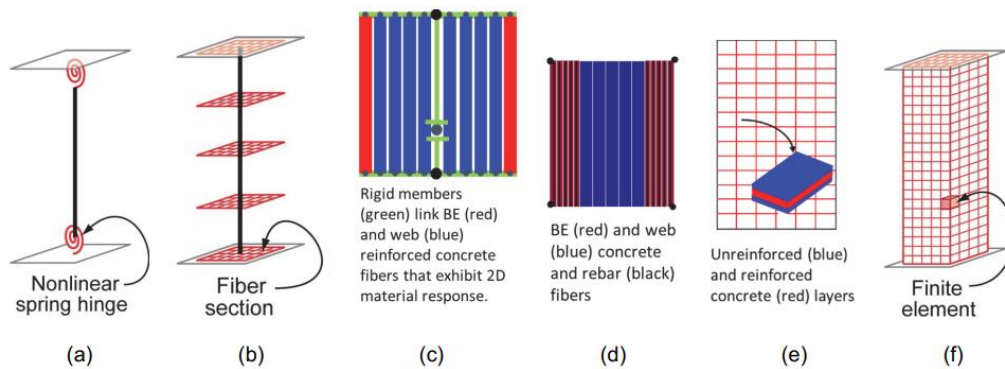 Nonlinear
spring hinge
(a)
Fiber
section
(b)
Rigid members
(green) link BE (red)
and web (blue)
reinforced concrete
fibers that exhibit 2D
material response.
(c)
BE (red) and web
(blue) concrete
and rebar (black)
fibers
(d)
Unreinforced (blue)
and reinforced
concrete (red) layers
(e)
Finite
element
(f)